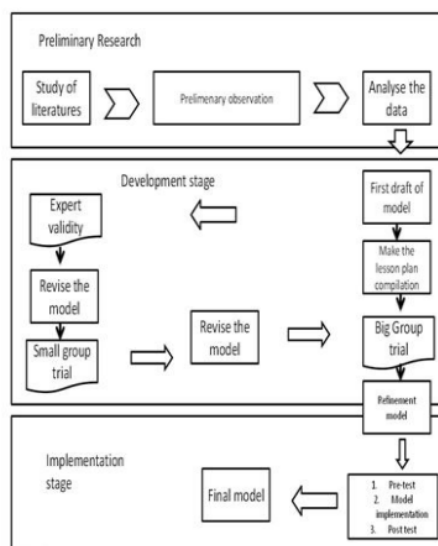 Preliminary Research
Study of
literatures
Prelimenary observation
Analyse the
data
Development stage
First draft of
model
Make the
lesson plan
compilation
Expert
validity
Revise the
model
Small group
trial
Revise the
model
Big Group
trial
Refinement
model
Implementation
stage
Final model
1. Pre-test
2. Model
implementation
3. Post test